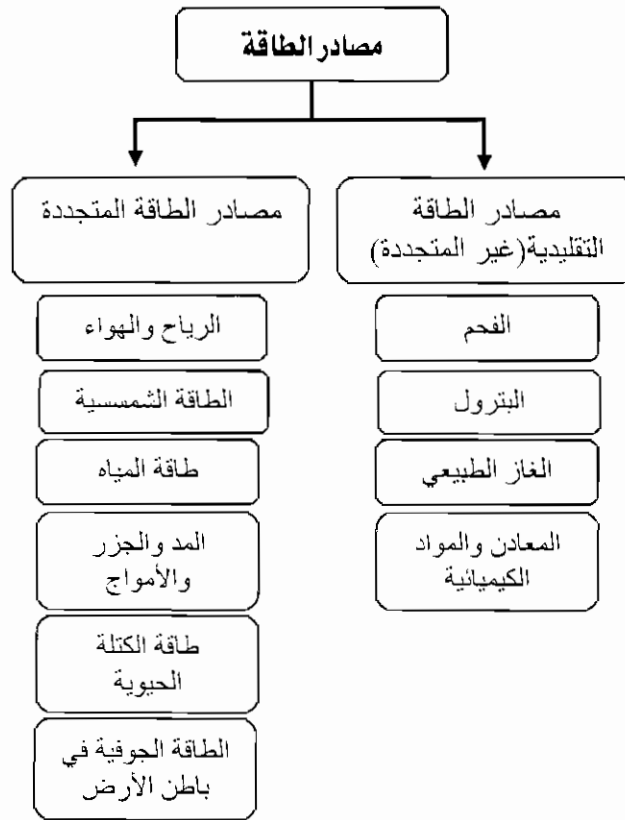 مصادر الطاقة
مصادر الطاقة
التقليدية(غير المتجددة)
الفحم
البترول
الغاز الطبيعي
المعادن والمواد
الكيميائية
مصادر الطاقة المتجددة
الرياح والهواء
الطاقة الشمسسية
طاقة المياه
المد والجزر
والأمواج
طاقة الكتلة
الحيوية
الطاقة الجوفية في
باطن الأرض